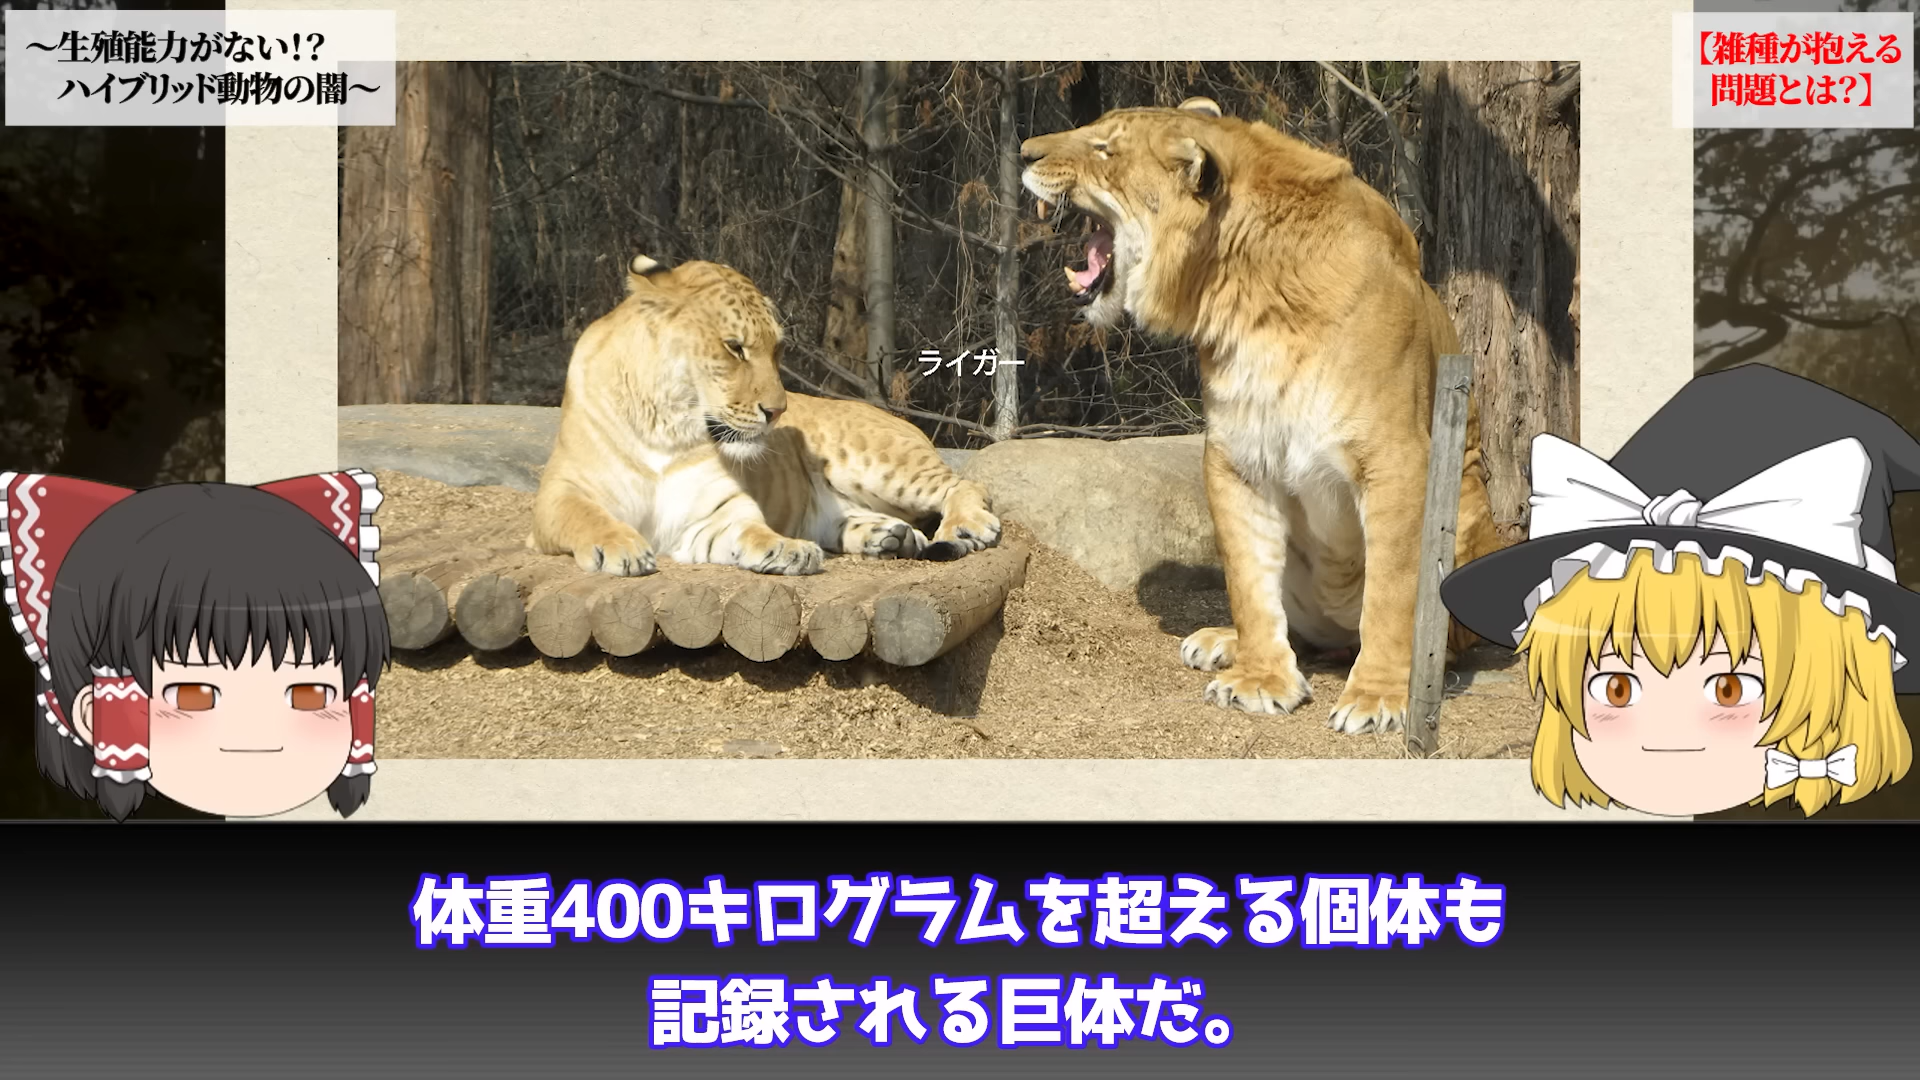 ～生殖能力がない！？
ハイブリッド動物の闇～
【雑種が抱える
問題とは？】
ライガー
体重400キログラムを超える個体も
記録される巨体だ。